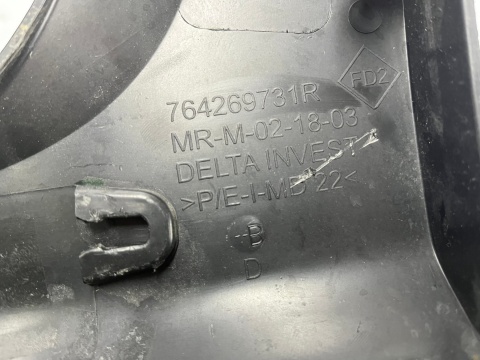 FD2
764269731R
MR-M-02-18-03
DELTA INVEST
>P/E-I-MD 22<
B
D